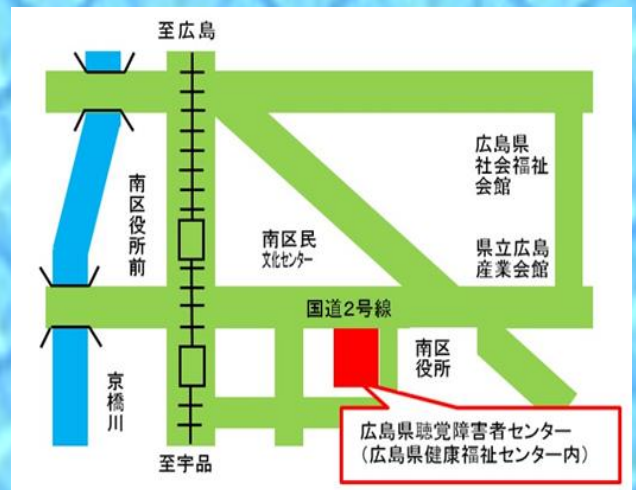 至広島
広島県
社会福祉
会館
南区役所前
南区民
文化センター
県立広島
産業会館
国道2号線
南区
役所
京橋川
広島県聴覚障害者センター
（広島県健康福祉センター内）
至宇品